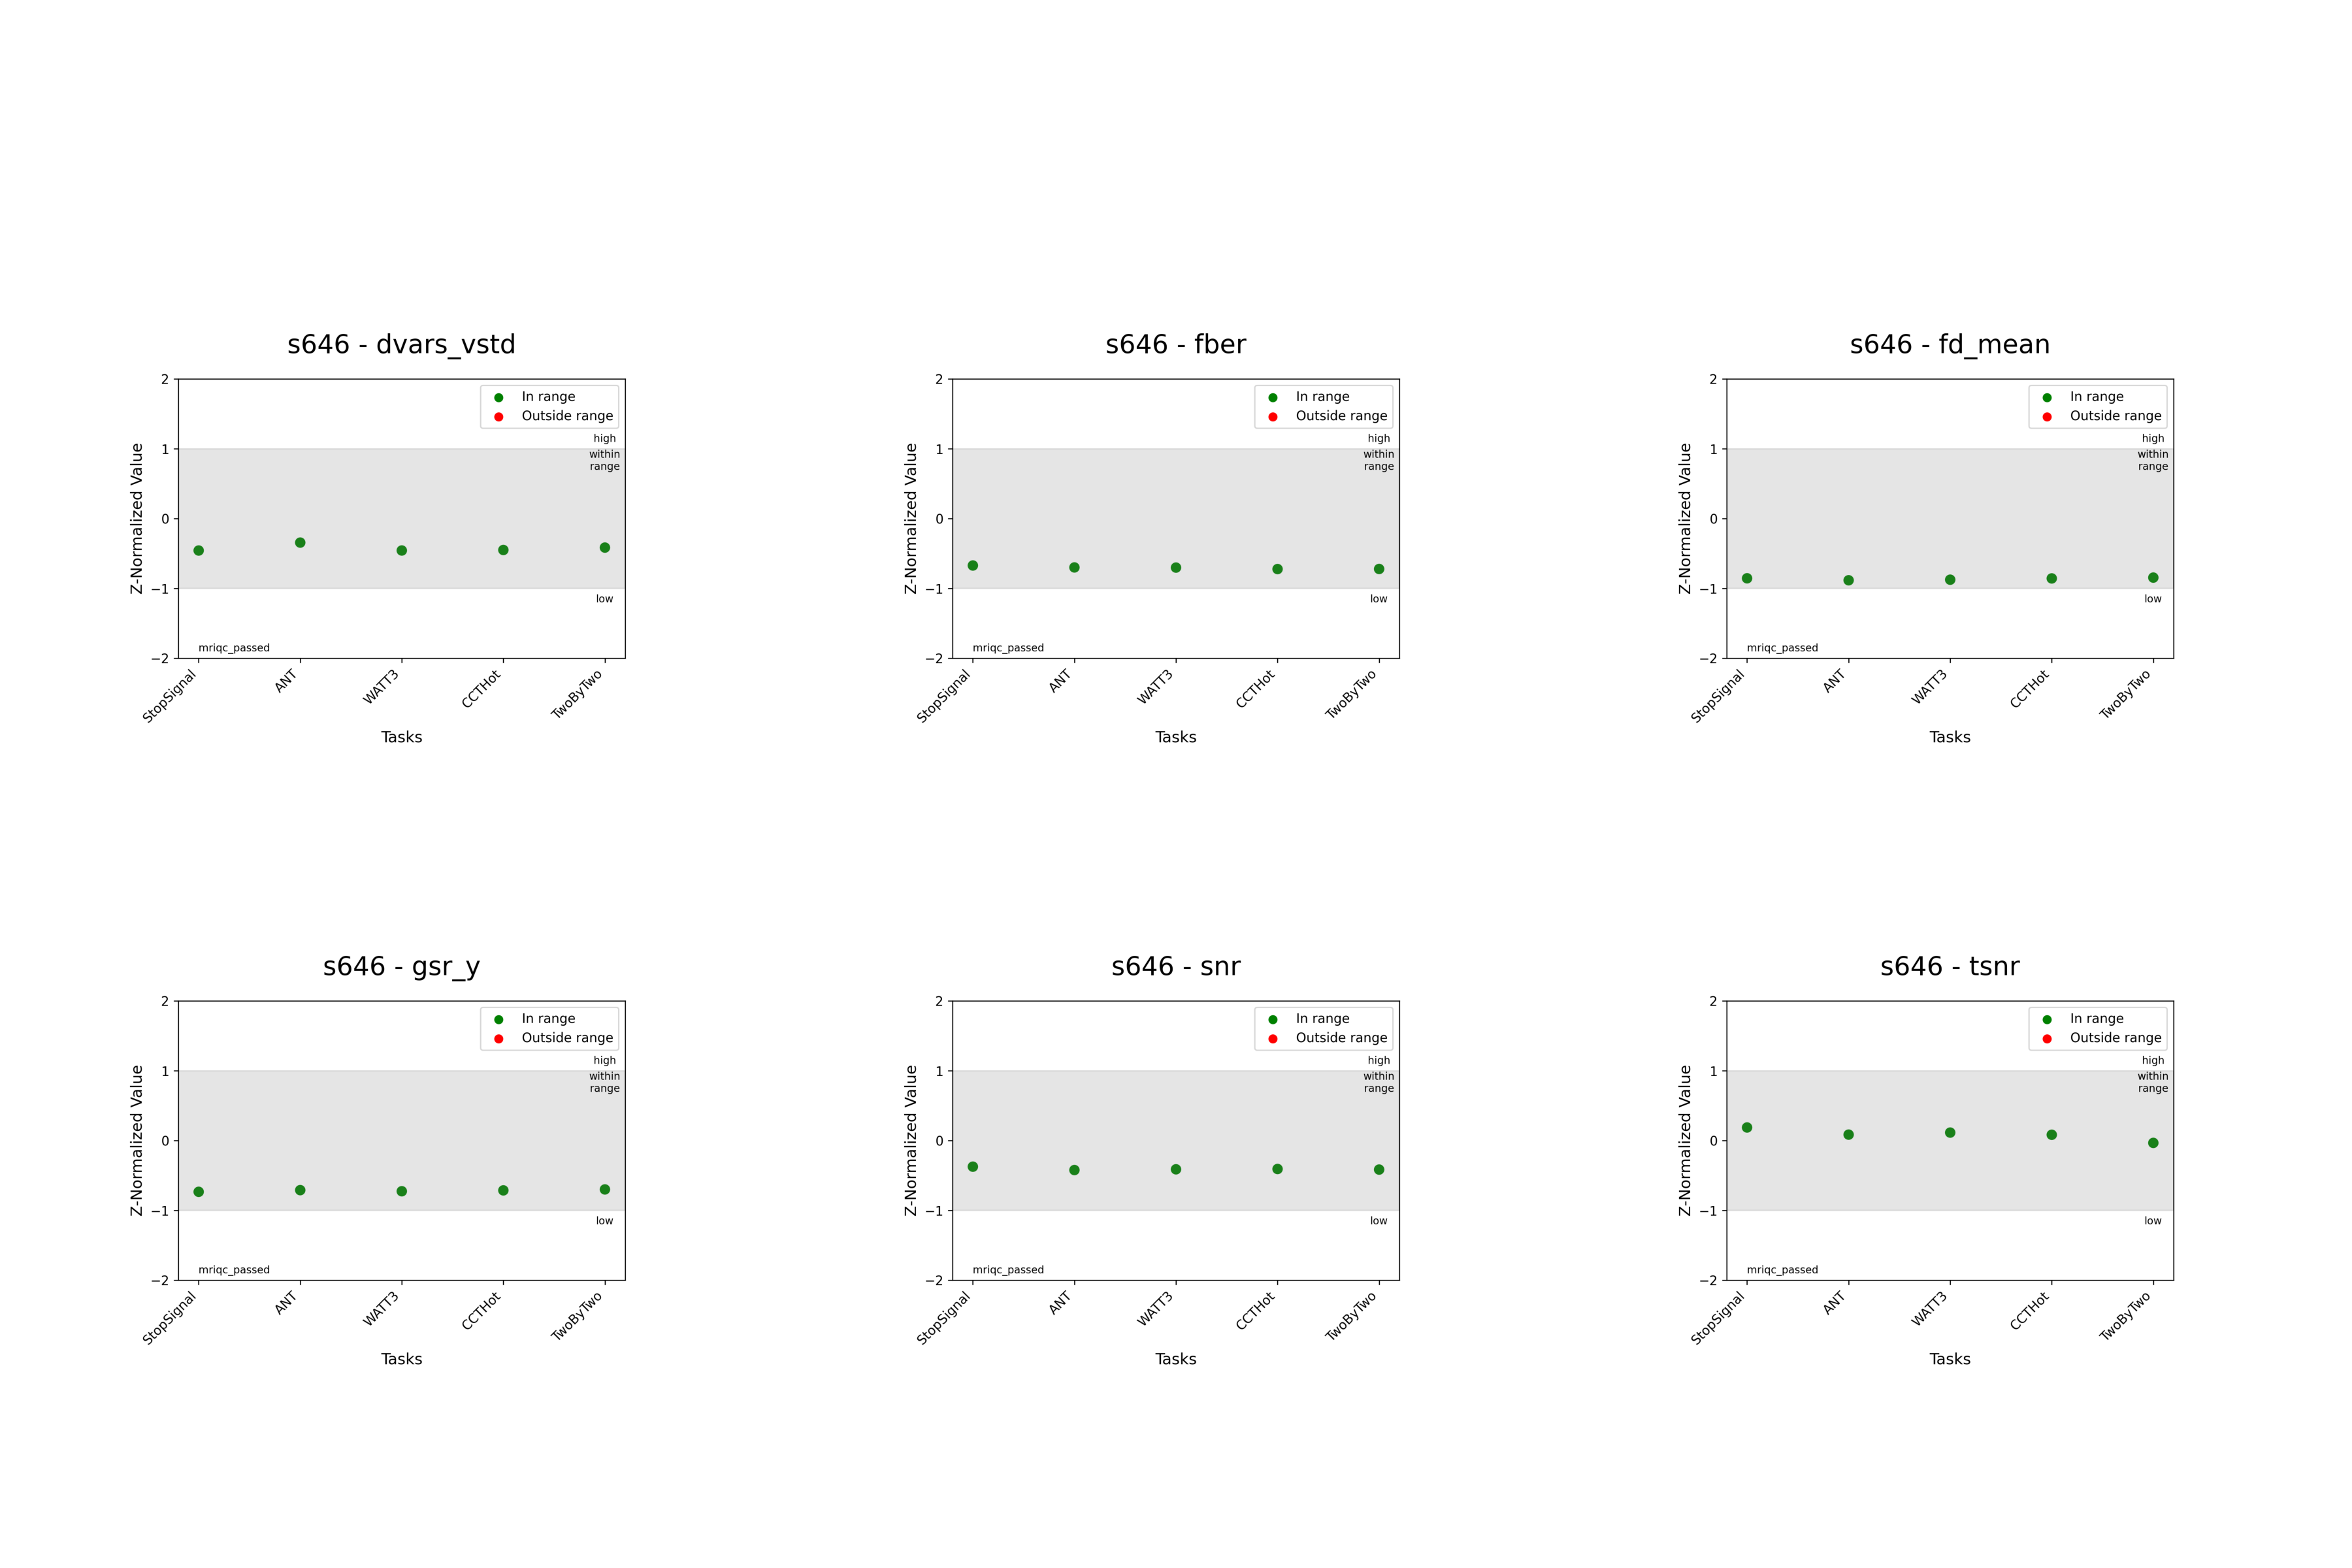 s646 - dvars_vstd
2
In range
Outside range
high
1
within
range
0
Z-Normalized Value
−1
low
mriqc_passed
−2
StopSignal
ANT
WATT3
CCTHot
TwoByTwo
Tasks
s646 - fber
2
In range
Outside range
high
1
within
range
0
Z-Normalized Value
−1
low
mriqc_passed
−2
StopSignal
ANT
WATT3
CCTHot
TwoByTwo
Tasks
s646 - fd_mean
2
In range
Outside range
high
1
within
range
0
Z-Normalized Value
−1
low
mriqc_passed
−2
StopSignal
ANT
WATT3
CCTHot
TwoByTwo
Tasks
s646 - gsr_y
2
In range
Outside range
high
1
within
range
0
Z-Normalized Value
−1
low
mriqc_passed
−2
StopSignal
ANT
WATT3
CCTHot
TwoByTwo
Tasks
s646 - snr
2
In range
Outside range
high
1
within
range
0
Z-Normalized Value
−1
low
mriqc_passed
−2
StopSignal
ANT
WATT3
CCTHot
TwoByTwo
Tasks
s646 - tsnr
2
In range
Outside range
high
1
within
range
0
Z-Normalized Value
−1
low
mriqc_passed
−2
StopSignal
ANT
WATT3
CCTHot
TwoByTwo
Tasks